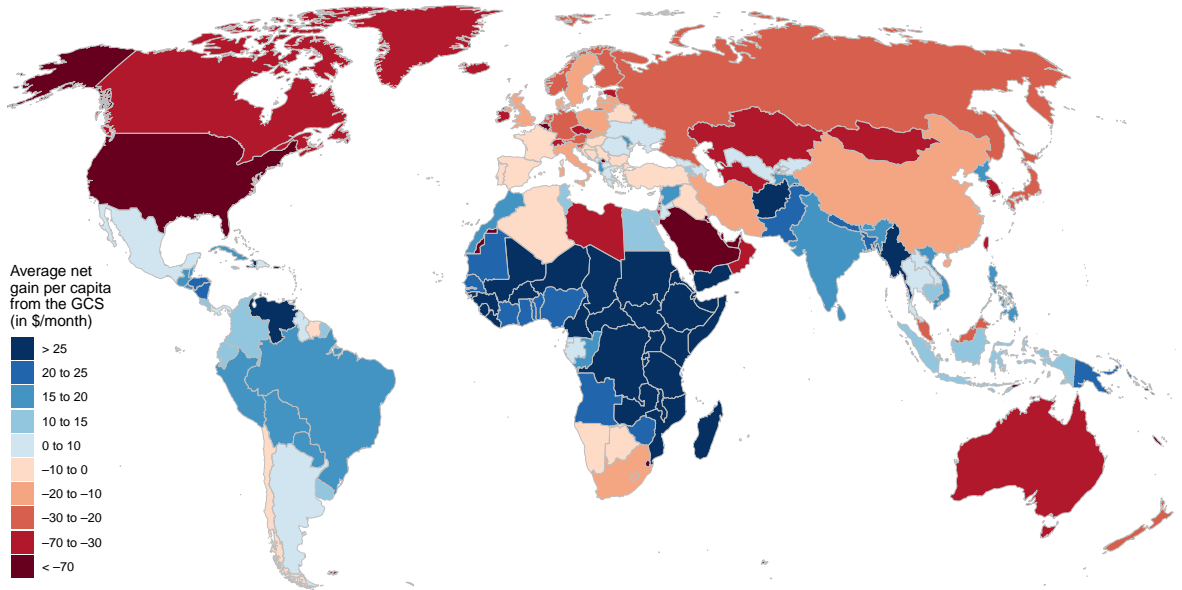 Average net
gain per capita
from the GCS
(in $/month)
> 25
20 to 25
15 to 20
10 to 15
0 to 10
–10 to 0
–20 to –10
–30 to –20
–70 to –30
< –70